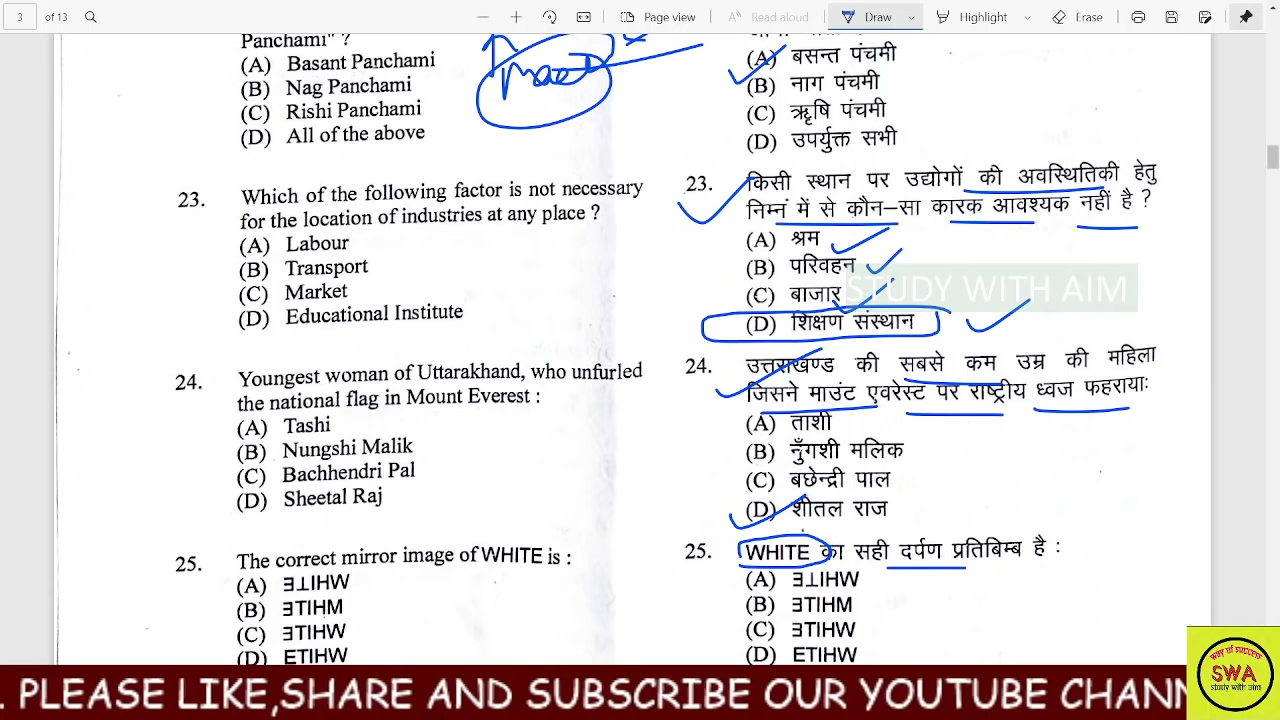 3 of 13 Page view Read aloud Draw Highlight Erase
Panchami" ?
(A) Basant Panchami
(B) Nag Panchami
(C) Rishi Panchami
(D) All of the above
23. Which of the following factor is not necessary
for the location of industries at any place ?
(A) Labour
(B) Transport
(C) Market
(D) Educational Institute
24. Youngest woman of Uttarakhand, who unfurled
the national flag in Mount Everest :
(A) Tashi
(B) Nungshi Malik
(C) Bachhendri Pal
(D) Sheetal Raj
25. The correct mirror image of WHITE is :
(A) ƎꓕIHW
(B) ƎTIHM
(C) ƎTIHW
(D) ETIHW
(A) बसन्त पंचमी
(B) नाग पंचमी
(C) ऋषि पंचमी
(D) उपर्युक्त सभी
23. किसी स्थान पर उद्योगों की अवस्थितिकी हेतु
निम्नं में से कौन–सा कारक आवश्यक नहीं है ?
(A) श्रम
(B) परिवहन
(C) बाजार
(D) शिक्षण संस्थान
24. उत्तराखण्ड की सबसे कम उम्र की महिला
जिसने माउंट एवरेस्ट पर राष्ट्रीय ध्वज फहरायाः
(A) ताशी
(B) नुँगशी मलिक
(C) बछेन्द्री पाल
(D) शीतल राज
25. WHITE का सही दर्पण प्रतिबिम्ब है :
(A) ƎꓕIHW
(B) ƎTIHM
(C) ƎTIHW
(D) ETIHW
STUDY WITH AIM
. PLEASE LIKE,SHARE AND SUBSCRIBE OUR YOUTUBE CHANN
way of success
SWA
study with aim